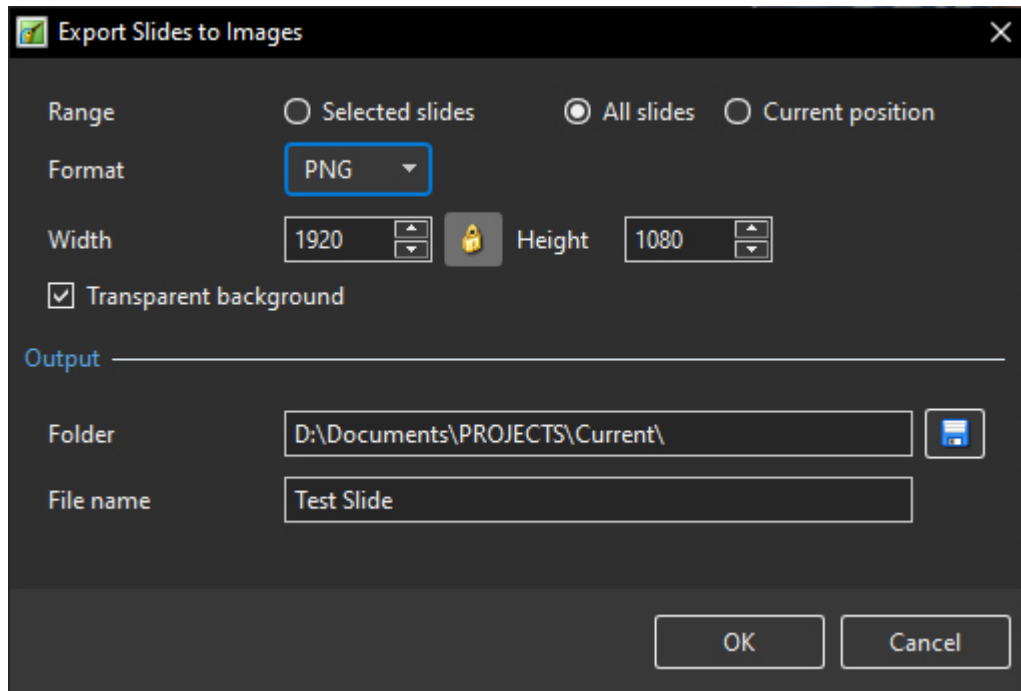 Export Slides to Images
Range Selected slides All slides Current position
Format PNG
Width 1920 Height 1080
Transparent background
Output
Folder D:\Documents\PROJECTS\Current\
File name Test Slide
OK Cancel